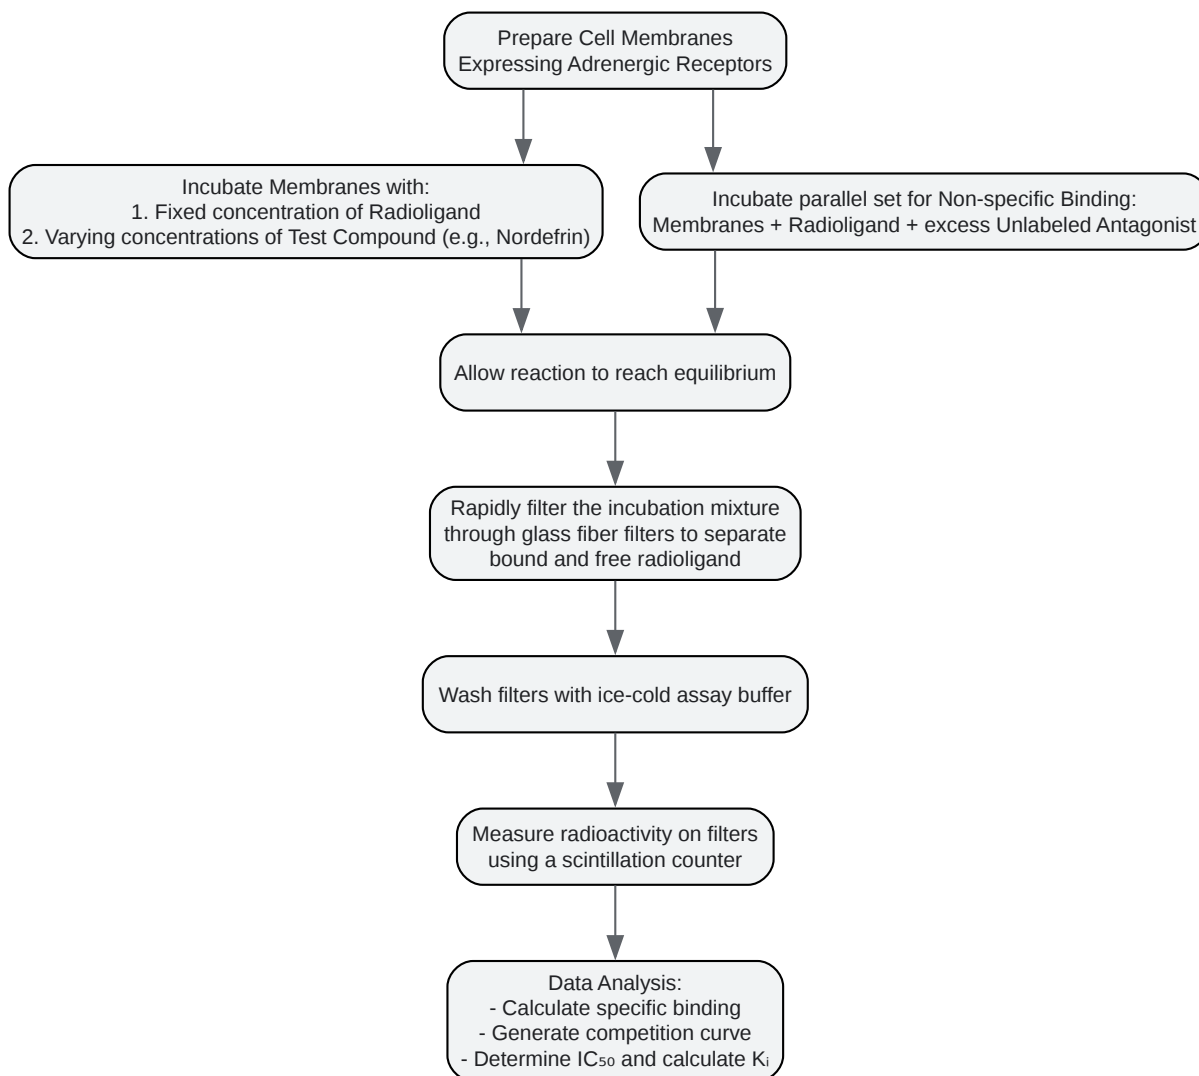 Prepare Cell Membranes
Expressing Adrenergic Receptors
Incubate Membranes with:
1. Fixed concentration of Radioligand
2. Varying concentrations of Test Compound (e.g., Nordefrin)
Incubate parallel set for Non-specific Binding:
Membranes + Radioligand + excess Unlabeled Antagonist
Allow reaction to reach equilibrium
Rapidly filter the incubation mixture
through glass fiber filters to separate
bound and free radioligand
Wash filters with ice-cold assay buffer
Measure radioactivity on filters
using a scintillation counter
Data Analysis:
- Calculate specific binding
- Generate competition curve
- Determine IC₅₀ and calculate Kᵢ